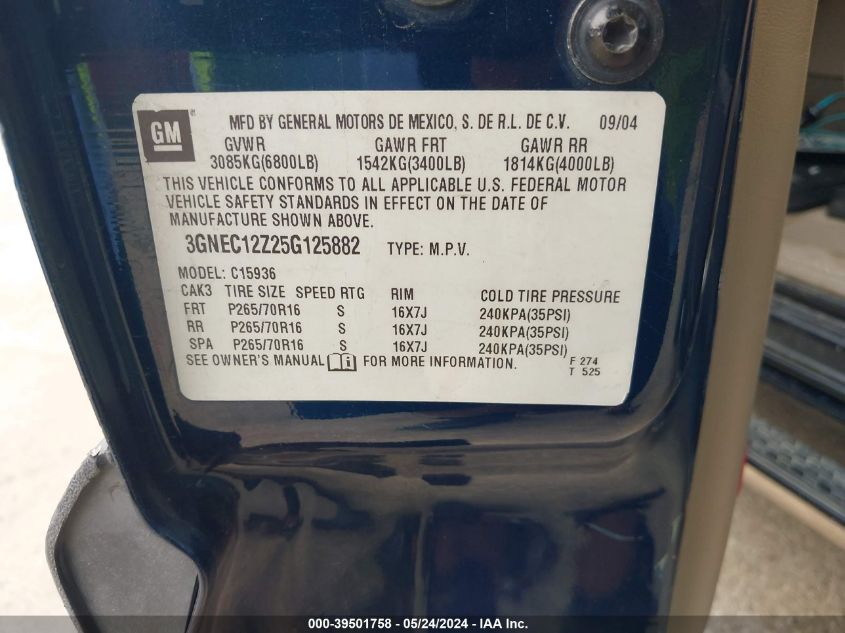 GM
MFD BY GENERAL MOTORS DE MEXICO, S. DE R.L. DE C.V. 09/04
GVWR GAWR FRT GAWR RR
3085KG(6800LB) 1542KG(3400LB) 1814KG(4000LB)
THIS VEHICLE CONFORMS TO ALL APPLICABLE U.S. FEDERAL MOTOR
VEHICLE SAFETY STANDARDS IN EFFECT ON THE DATE OF
MANUFACTURE SHOWN ABOVE.
3GNEC12Z25G125882 TYPE: M.P.V.
MODEL: C15936
CAK3 TIRE SIZE SPEED RTG RIM COLD TIRE PRESSURE
FRT P265/70R16 S 16X7J 240KPA(35PSI)
RR P265/70R16 S 16X7J 240KPA(35PSI)
SPA P265/70R16 S 16X7J 240KPA(35PSI)
SEE OWNER'S MANUAL FOR MORE INFORMATION. F 274
T 525
000-39501758 - 05/24/2024 - IAA Inc.